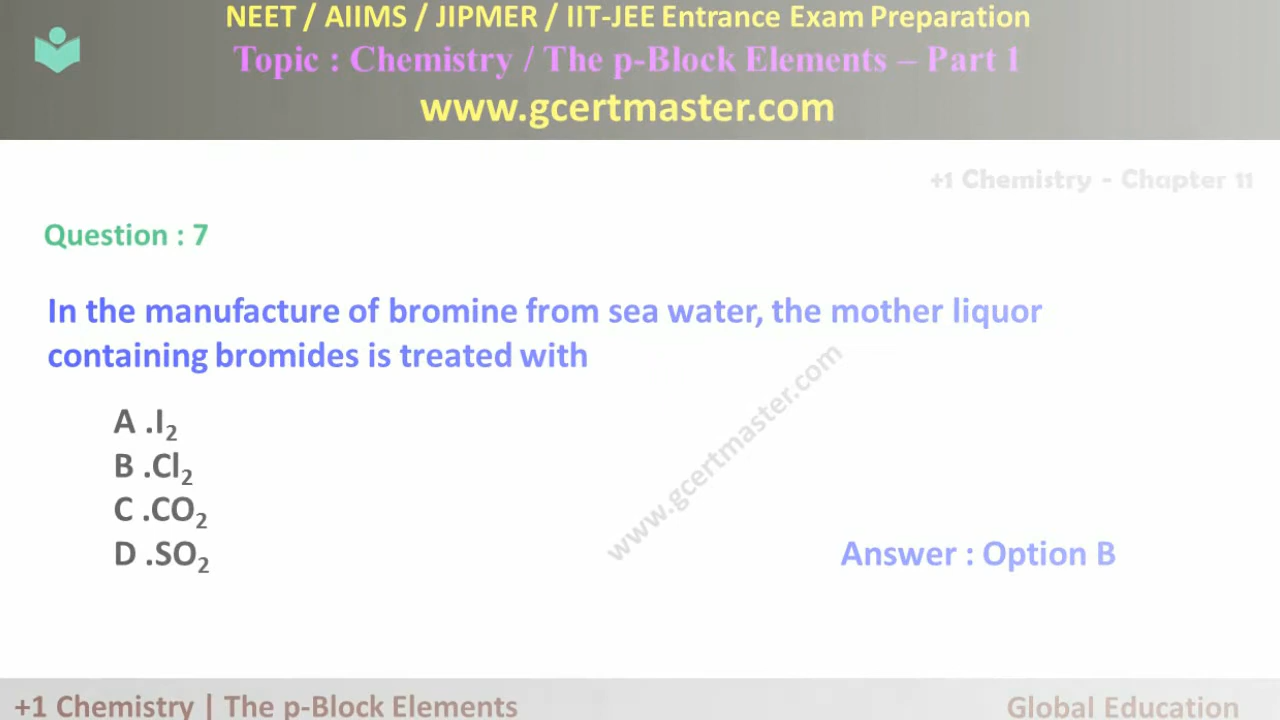 NEET / AIIMS / JIPMER / IIT-JEE Entrance Exam Preparation
Topic : Chemistry / The p-Block Elements – Part 1
www.gcertmaster.com
+1 Chemistry - Chapter 11
Question : 7
In the manufacture of bromine from sea water, the mother liquor
containing bromides is treated with
A .I₂
B .Cl₂
C .CO₂
D .SO₂
www.gcertmaster.com
Answer : Option B
+1 Chemistry | The p-Block Elements
Global Education